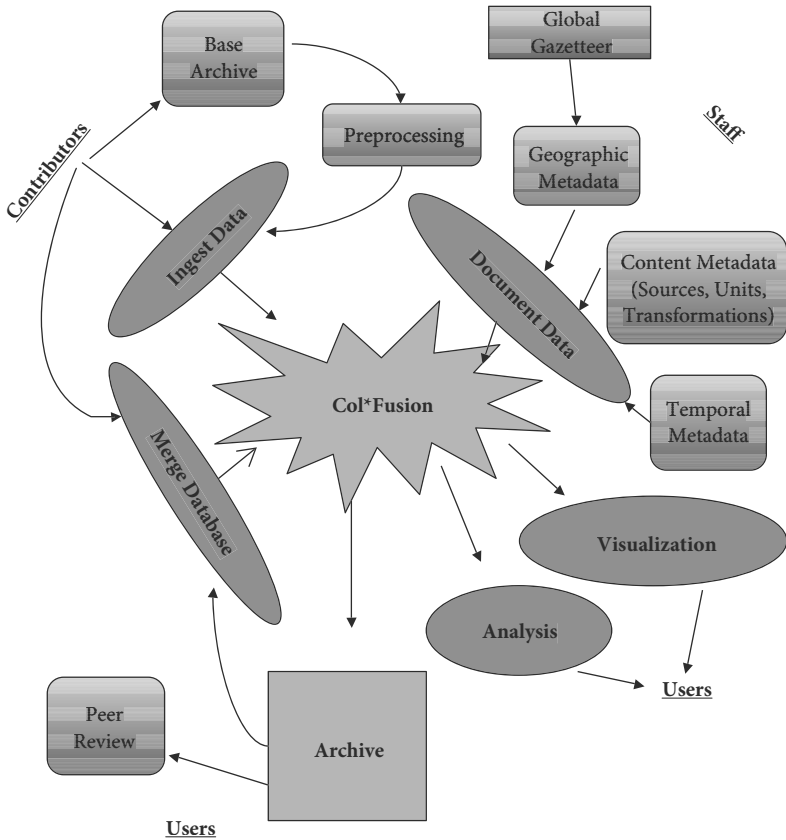 Base
Archive
Global
Gazetteer
Staff
Contributors
Preprocessing
Geographic
Metadata
Ingest Data
Document Data
Content Metadata
(Sources, Units,
Transformations)
Col*Fusion
Temporal
Metadata
Merge Database
Visualization
Analysis
Users
Peer
Review
Archive
Users